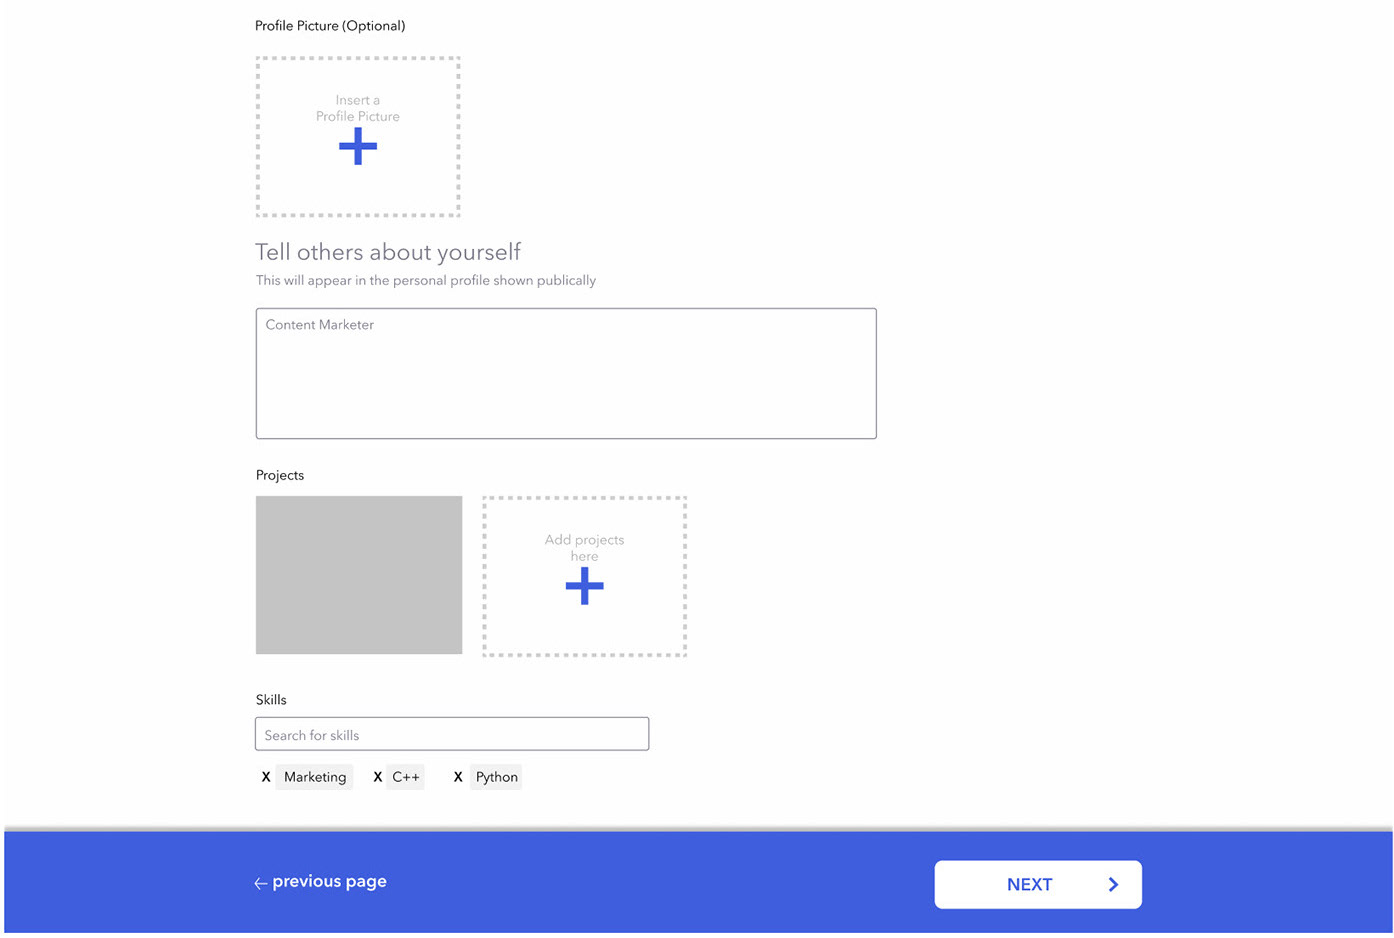 Profile Picture (Optional)
Insert a
Profile Picture
Tell others about yourself
This will appear in the personal profile shown publically
Content Marketer
Projects
Add projects
here
Skills
Search for skills
X Marketing X C++ X Python
← previous page
NEXT